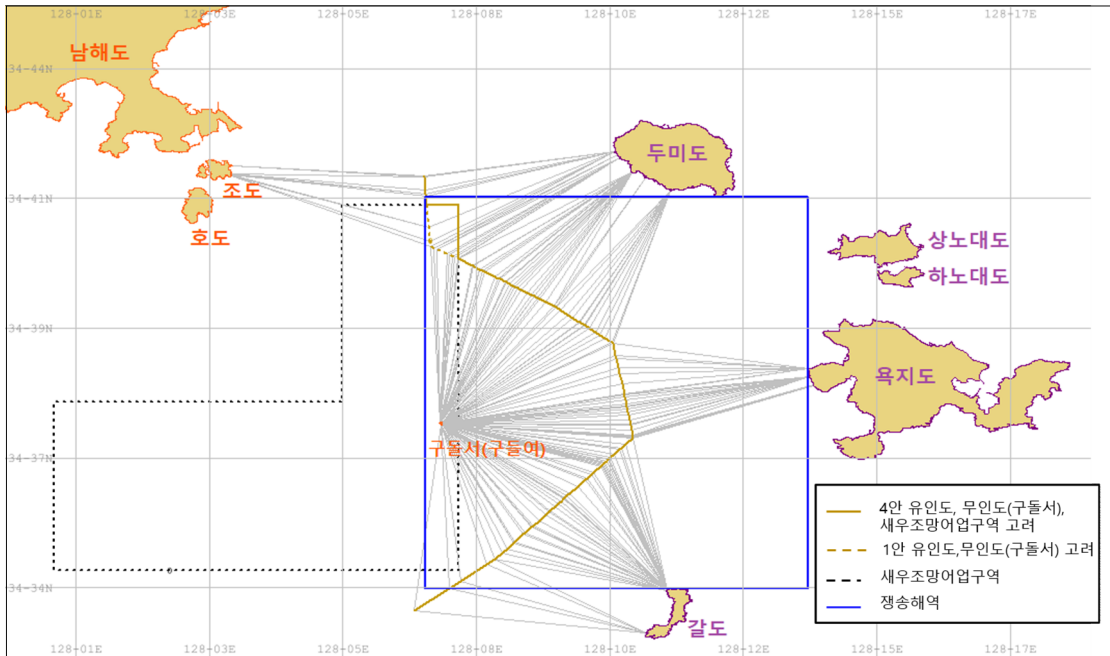 128-01E 128-03E 128-05E 128-08E 128-10E 128-12E 128-15E 128-17E
남해도
34-44N
두미도
조도
34-41N
호도
상노대도
하노대도
34-39N
욕지도
구돌서(구들여)
34-37N
4안 유인도, 무인도(구돌서),
새우조망어업구역 고려
1안 유인도,무인도(구돌서) 고려
새우조망어업구역
쟁송해역
34-34N
갈도
128-01E 128-03E 128-05E 128-08E 128-10E 128-12E 128-15E 128-17E